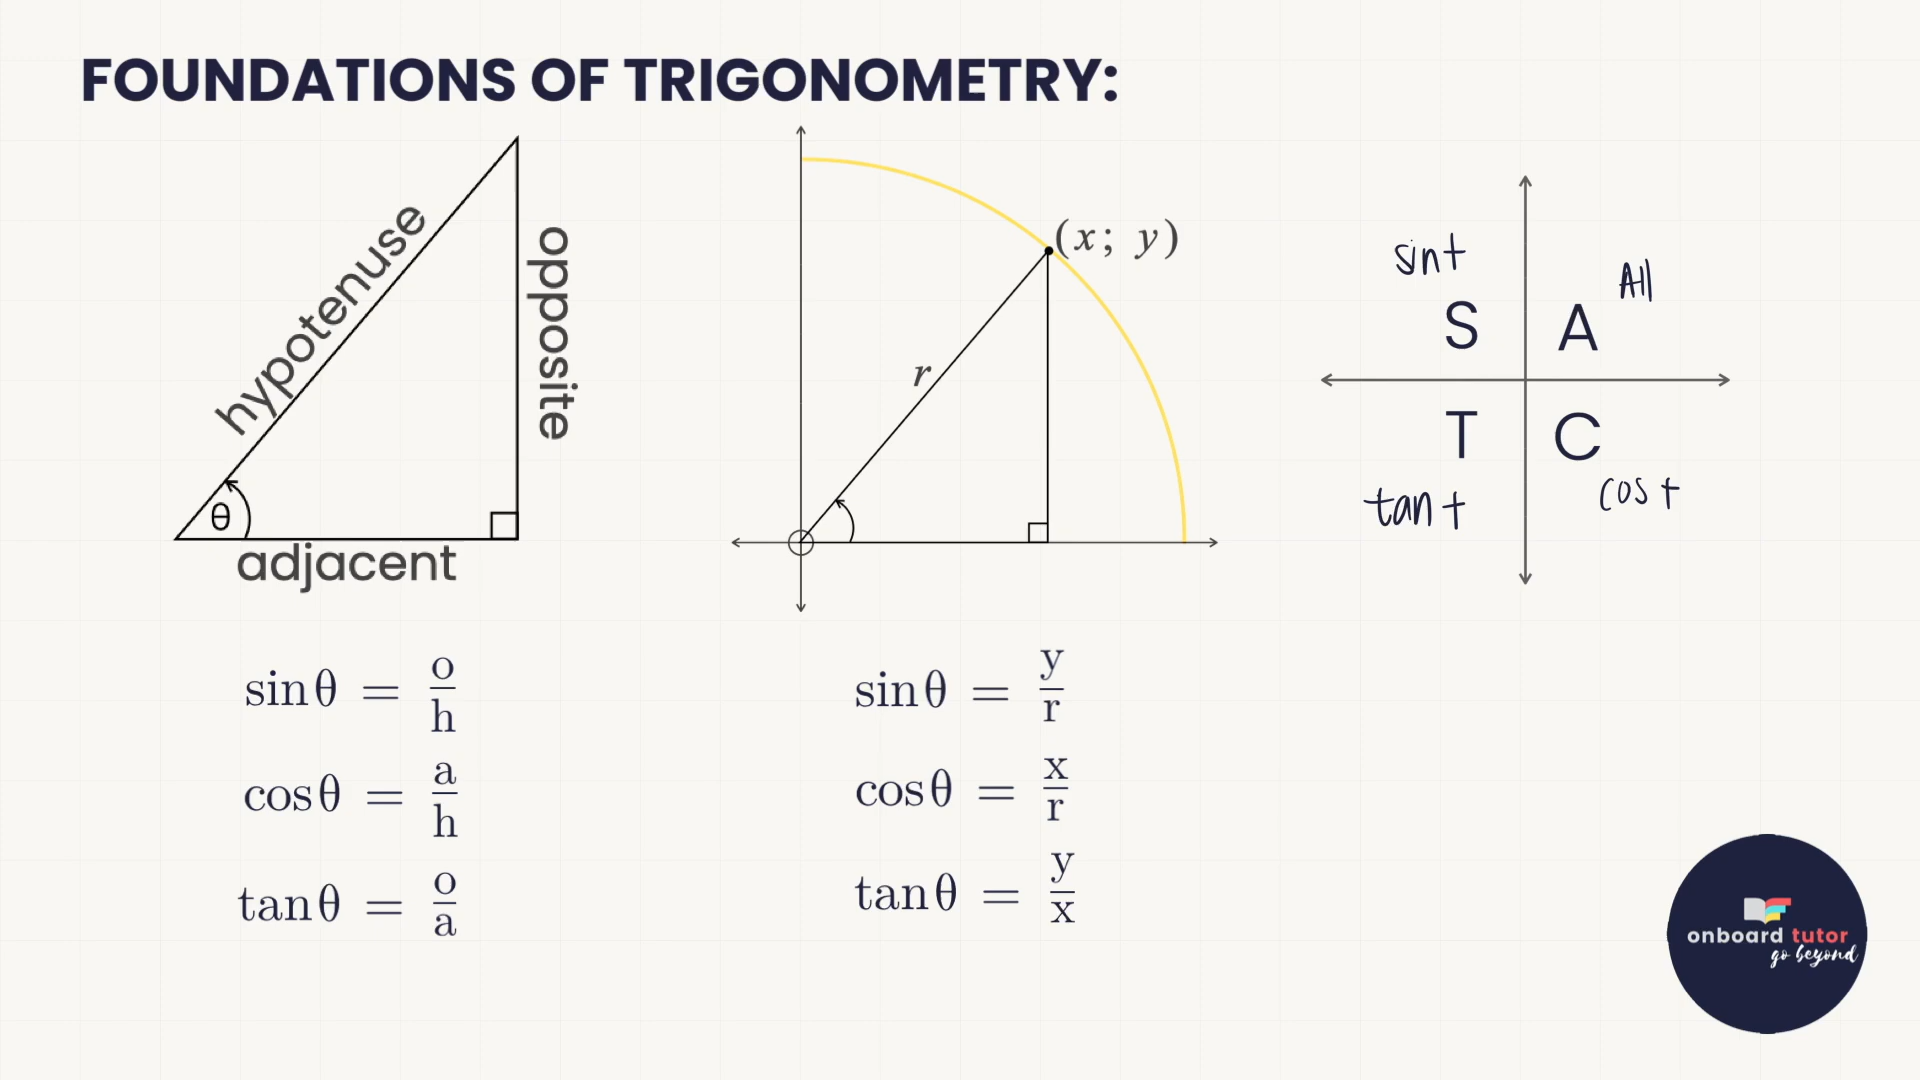 FOUNDATIONS OF TRIGONOMETRY:
hypotenuse
opposite
θ
adjacent
sinθ = o/h
cosθ = a/h
tanθ = o/a
(x; y)
r
sinθ = y/r
cosθ = x/r
tanθ = y/x
sin+
All
S A
T C
tan+
cos+
onboard tutor
go beyond